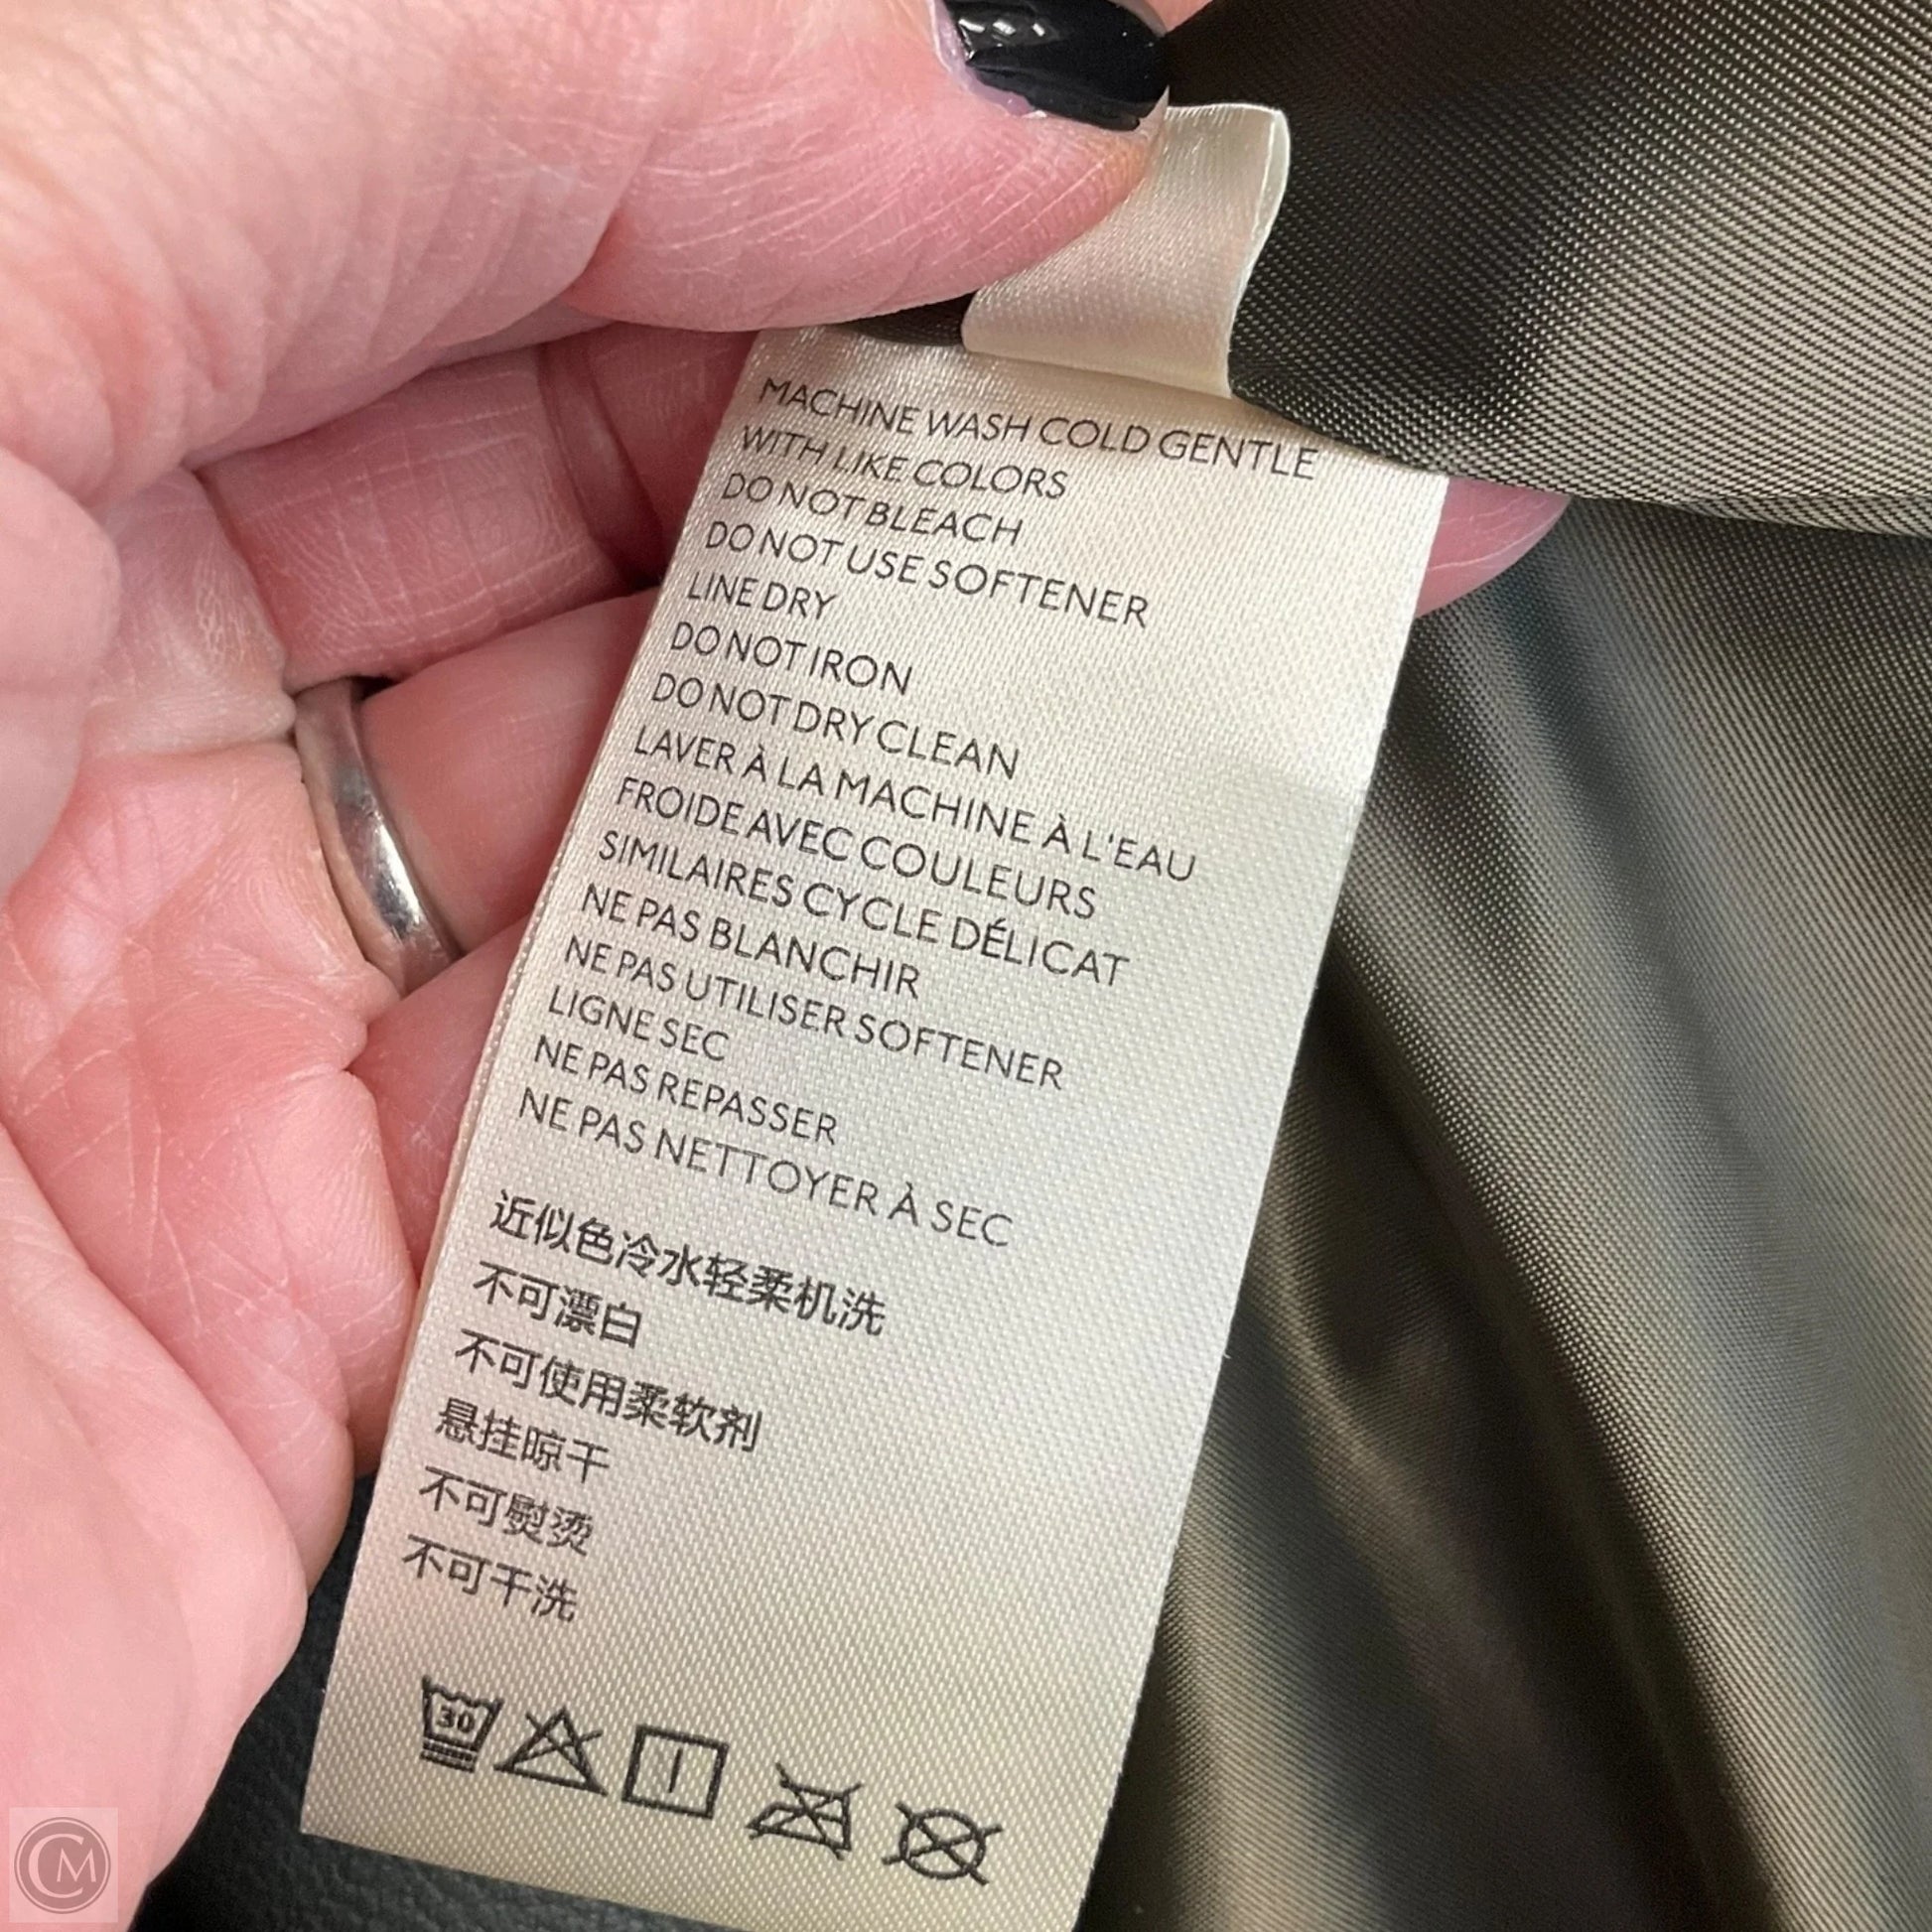 MACHINE WASH COLD GENTLE
WITH LIKE COLORS
DO NOT BLEACH
DO NOT USE SOFTENER
LINE DRY
DO NOT IRON
DO NOT DRY CLEAN
LAVER À LA MACHINE À L'EAU
FROIDE AVEC COULEURS
SIMILAIRES CYCLE DÉLICAT
NE PAS BLANCHIR
NE PAS UTILISER SOFTENER
LIGNE SEC
NE PAS REPASSER
NE PAS NETTOYER À SEC
近似色冷水轻柔机洗
不可漂白
不可使用柔软剂
悬挂晾干
不可熨烫
不可干洗
30
CM